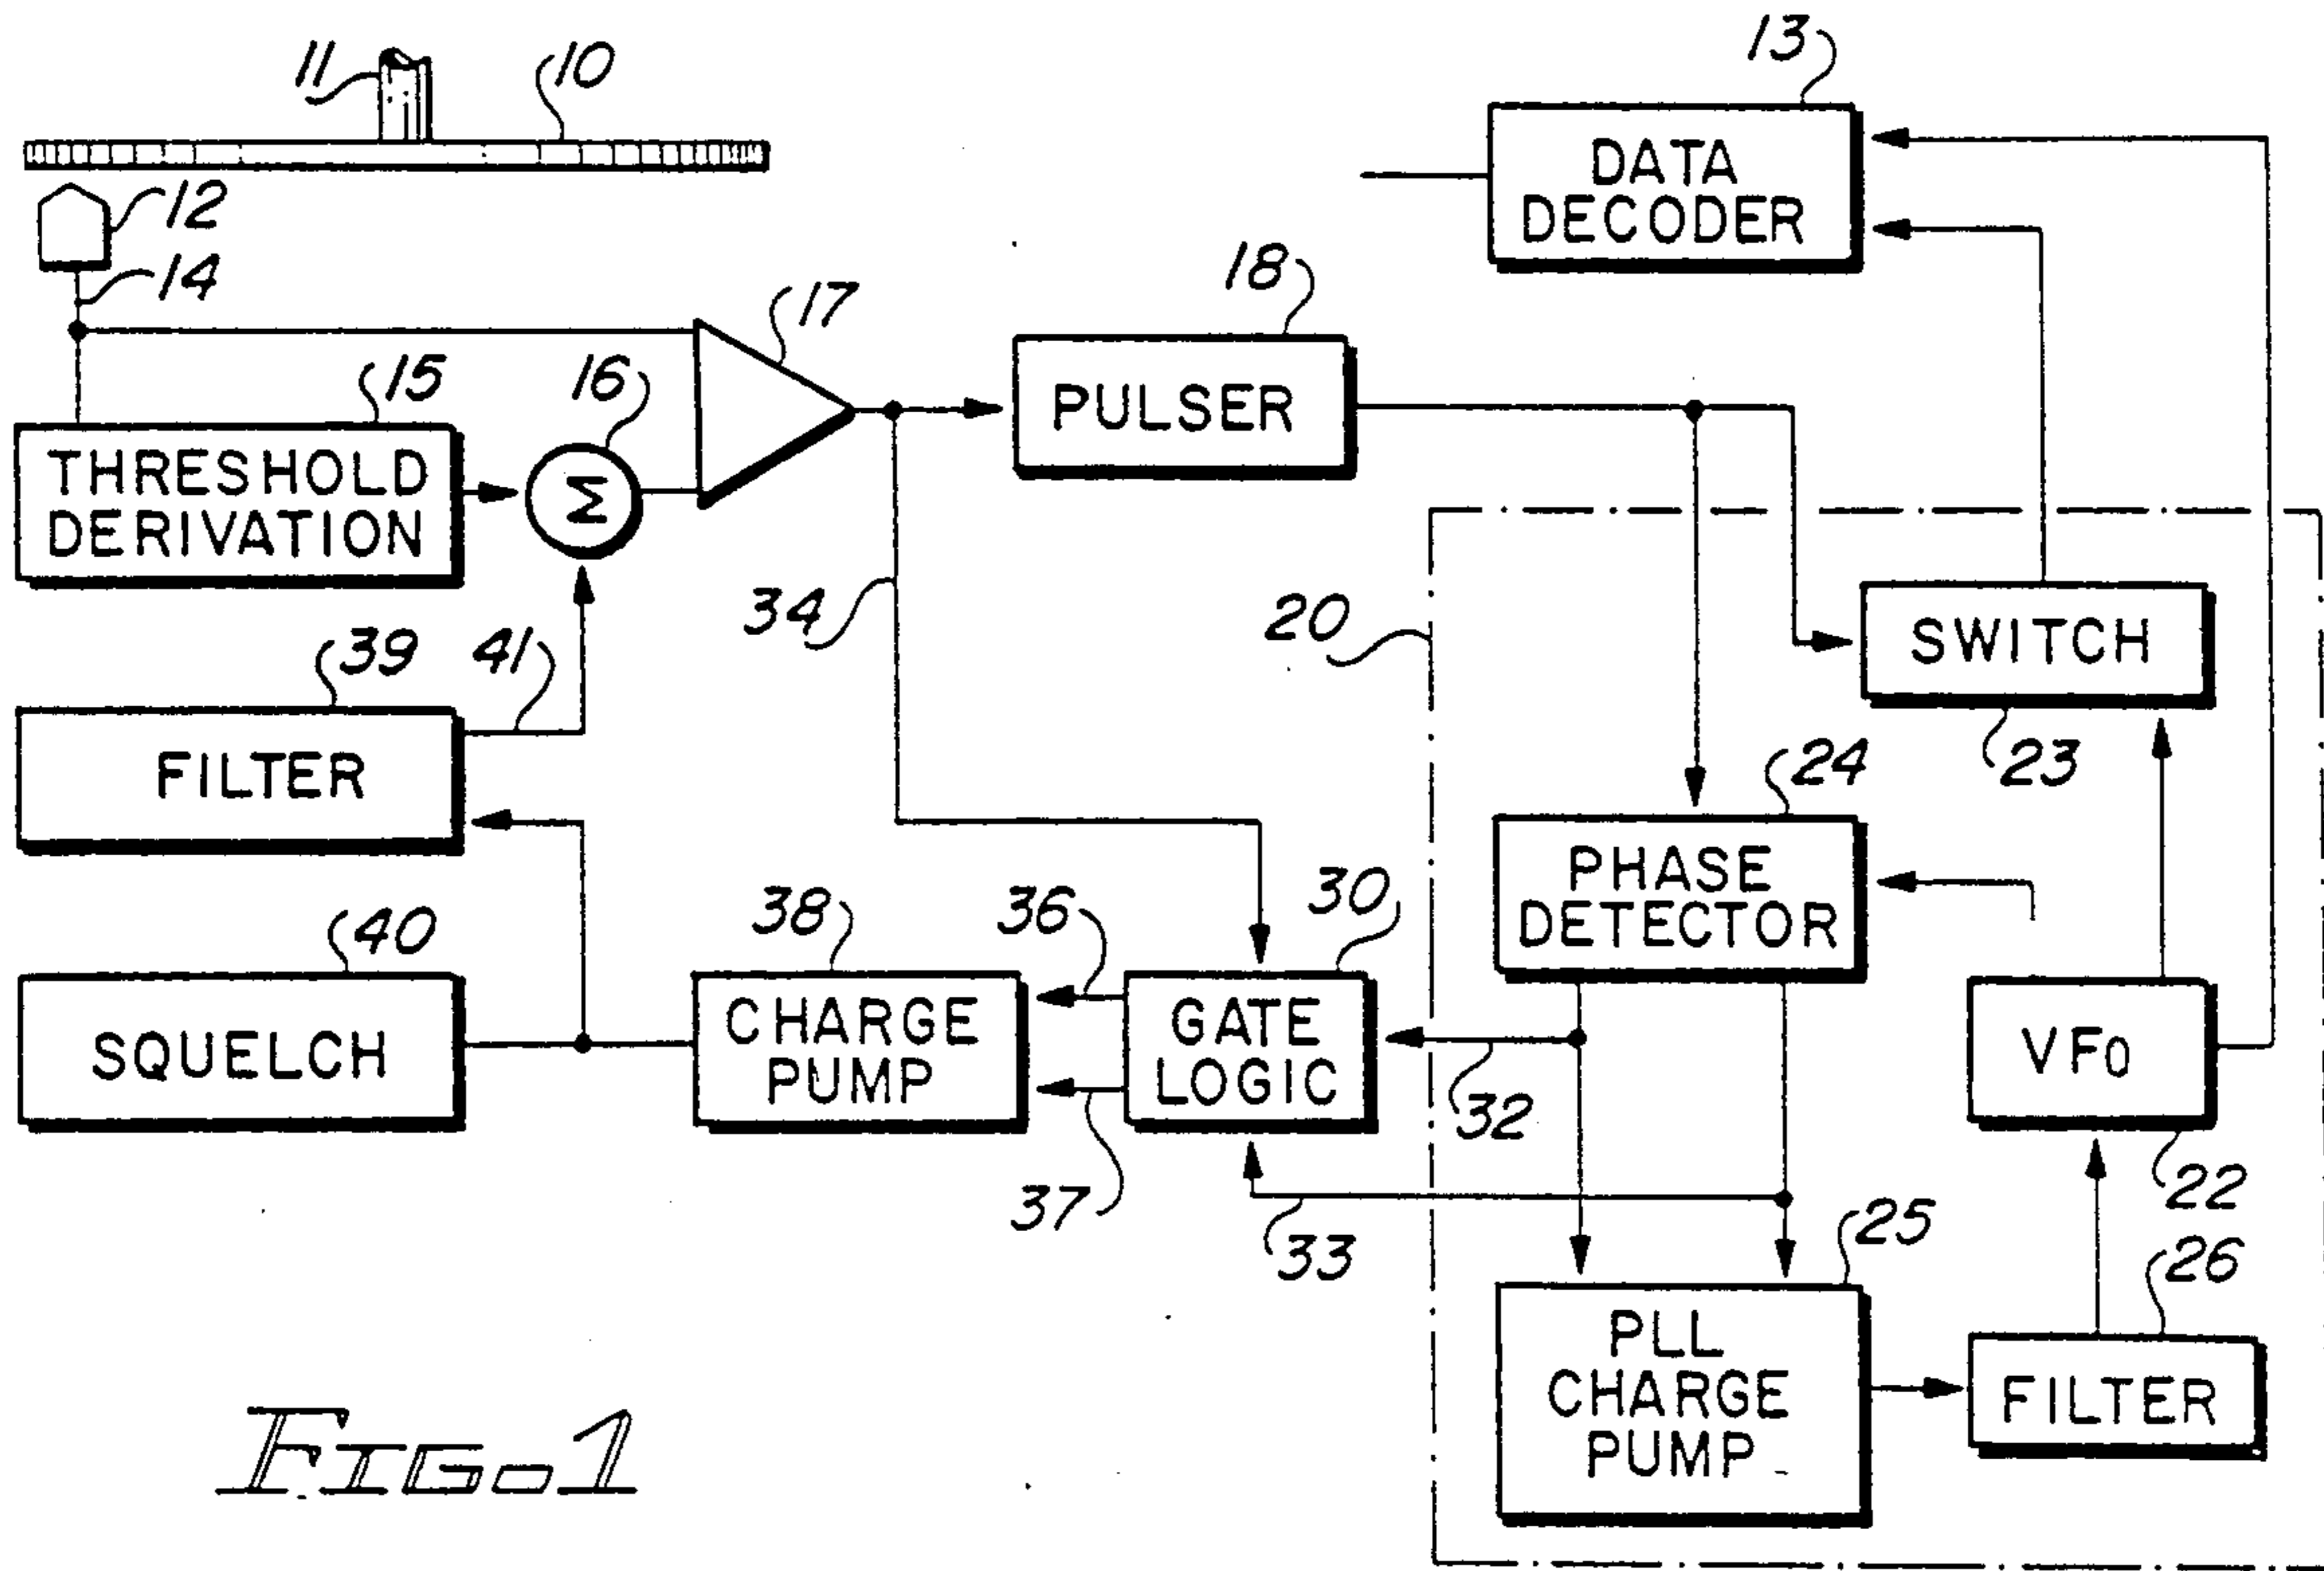 11
10
13
DATA
DECODER
12
14
17
18
PULSER
15
THRESHOLD
DERIVATION
16
Σ
34
20
SWITCH
23
39
41
FILTER
24
PHASE
DETECTOR
40
SQUELCH
38
CHARGE
PUMP
36
37
30
GATE
LOGIC
32
33
VFO
22
25
PLL
CHARGE
PUMP
26
FILTER
FIG. 1